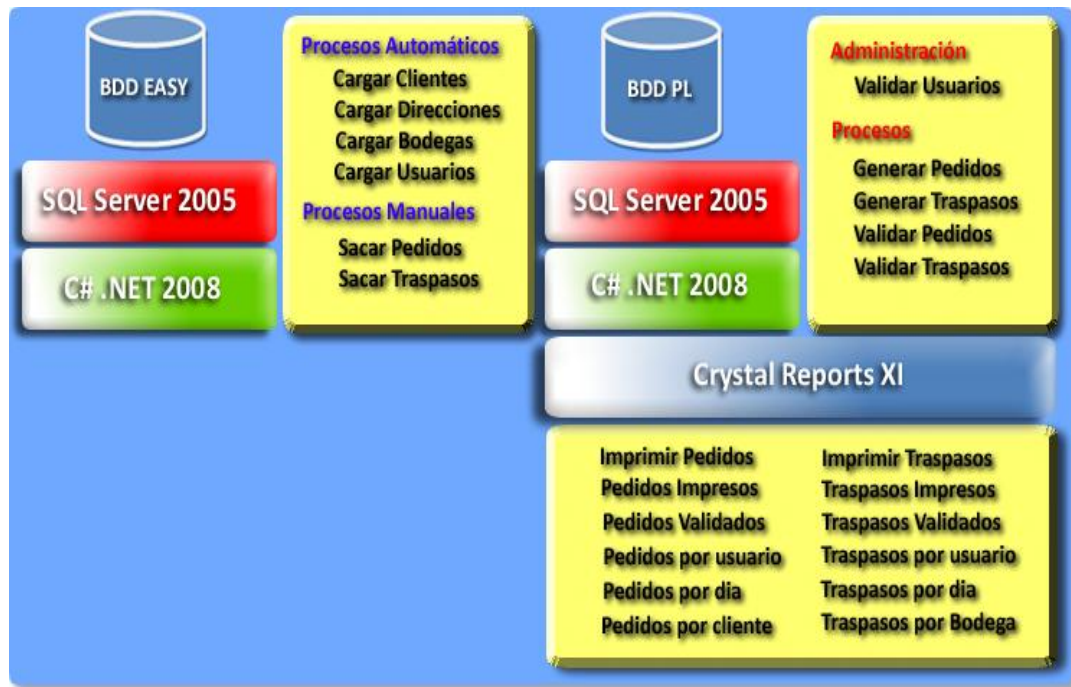 BDD EASY
SQL Server 2005
C# .NET 2008
Procesos Automáticos
Cargar Clientes
Cargar Direcciones
Cargar Bodegas
Cargar Usuarios
Procesos Manuales
Sacar Pedidos
Sacar Traspasos
BDD PL
SQL Server 2005
C# .NET 2008
Administración
Validar Usuarios
Procesos
Generar Pedidos
Generar Traspasos
Validar Pedidos
Validar Traspasos
Crystal Reports XI
Imprimir Pedidos
Pedidos Impresos
Pedidos Validados
Pedidos por usuario
Pedidos por dia
Pedidos por cliente
Imprimir Traspasos
Traspasos Impresos
Traspasos Validados
Traspasos por usuario
Traspasos por dia
Traspasos por Bodega